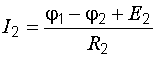 I₂ = (φ₁ − φ₂ + E₂) / R₂